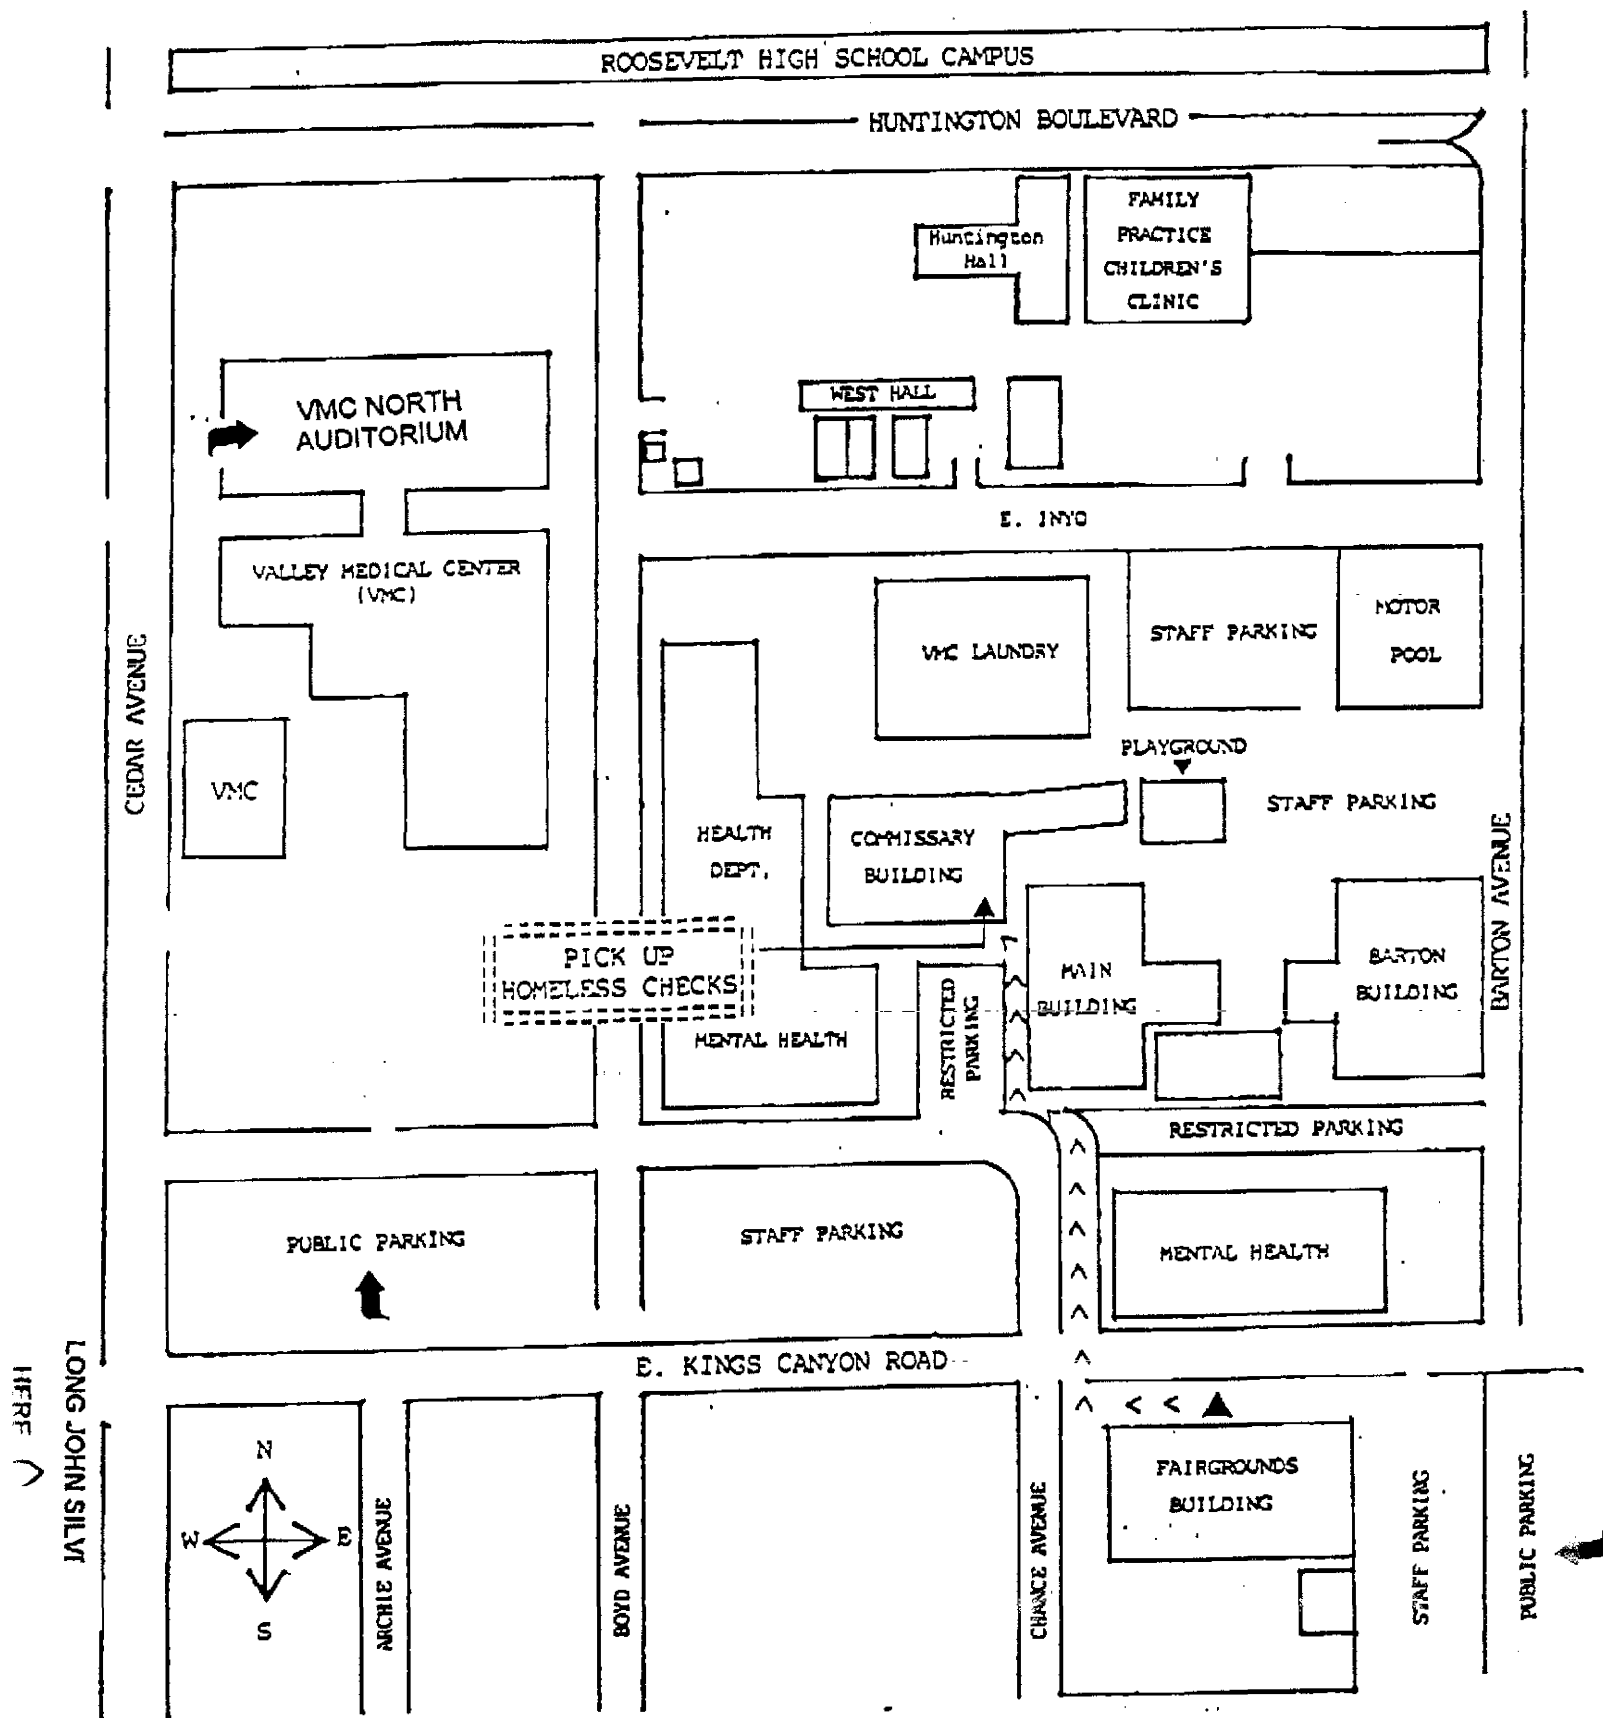 ROOSEVELT HIGH SCHOOL CAMPUS
HUNTINGTON BOULEVARD
FAMILY
PRACTICE
CHILDREN'S
CLINIC
Huntington
Hall
WEST HALL
VMC NORTH
AUDITORIUM
E. INYO
VALLEY MEDICAL CENTER
(VMC)
CEDAR AVENUE
VMC
VMC LAUNDRY
STAFF PARKING
MOTOR
POOL
PLAYGROUND
STAFF PARKING
HEALTH
DEPT.
COMMISSARY
BUILDING
BARTON AVENUE
PICK UP
HOMELESS CHECKS
MAIN
BUILDING
BARTON
BUILDING
RESTRICTED
PARKING
MENTAL HEALTH
RESTRICTED PARKING
PUBLIC PARKING
STAFF PARKING
MENTAL HEALTH
E. KINGS CANYON ROAD
LONG JOHN SILV
HERE
N
W
E
S
ARCHIE AVENUE
BOYD AVENUE
CHANCE AVENUE
FAIRGROUNDS
BUILDING
STAFF PARKING
PUBLIC PARKING